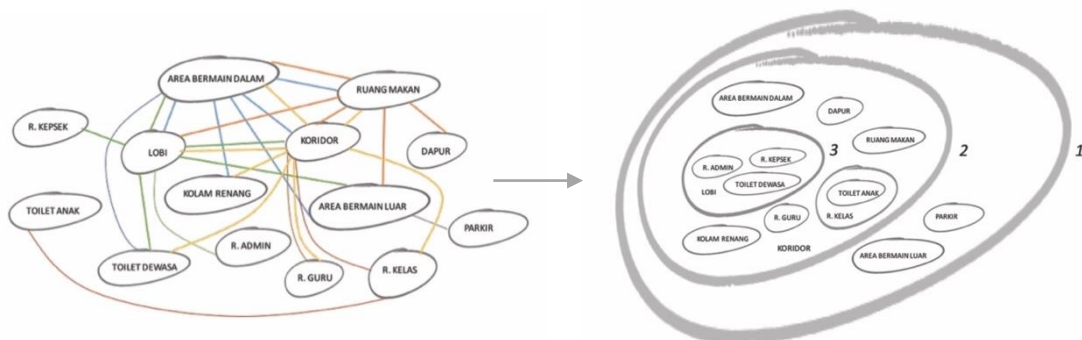 AREA BERMAIN DALAM
RUANG MAKAN
R. KEPSEK
LOBI
KORIDOR
DAPUR
KOLAM RENANG
TOILET ANAK
AREA BERMAIN LUAR
PARKIR
R. ADMIN
TOILET DEWASA
R. GURU
R. KELAS
AREA BERMAIN DALAM
DAPUR
RUANG MAKAN
3
2
1
R. ADMIN
R. KEPSEK
LOBI
TOILET DEWASA
TOILET ANAK
R. KELAS
R. GURU
PARKIR
KOLAM RENANG
KORIDOR
AREA BERMAIN LUAR